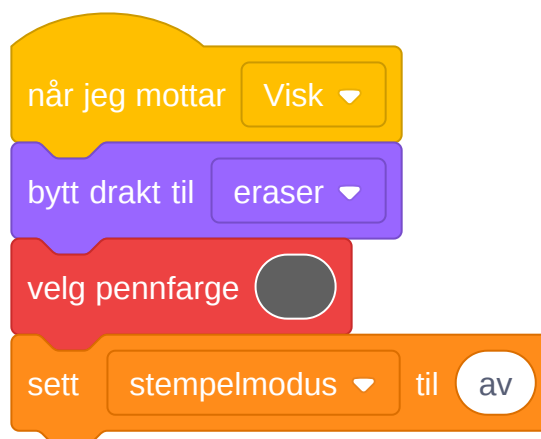 når jeg mottar Visk
bytt drakt til eraser
velg pennfarge
sett stempelmodus til av